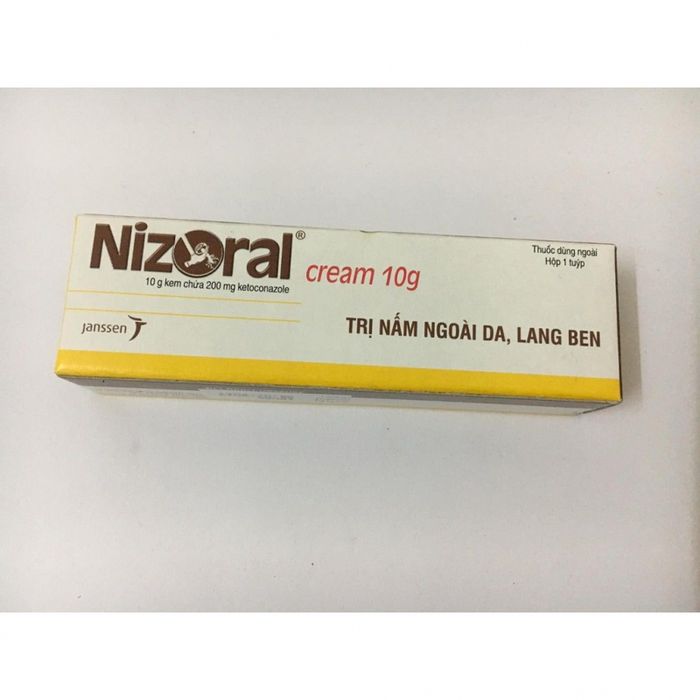 Nizoral®
cream 10g
10 g kem chứa 200 mg ketoconazole
Thuốc dùng ngoài
Hộp 1 tuýp
janssen
TRỊ NẤM NGOÀI DA, LANG BEN